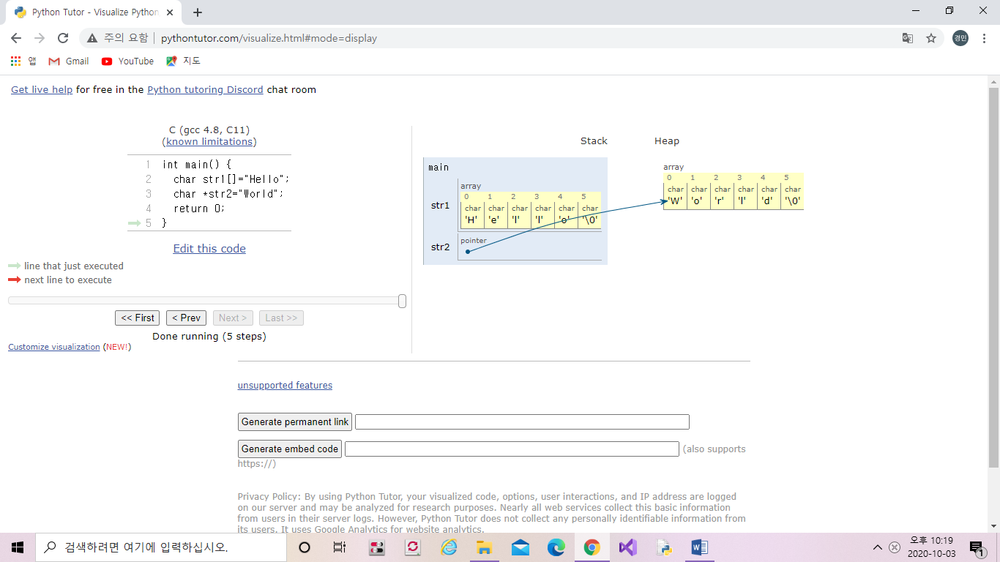 Python Tutor - Visualize Python
주의 요함 pythontutor.com/visualize.html#mode=display 경민
앱 Gmail YouTube 지도
Get live help for free in the Python tutoring Discord chat room
C (gcc 4.8, C11)
(known limitations)
1 int main() {
2 char str1[]="Hello";
3 char *str2="World";
4 return 0;
5 }
Edit this code
line that just executed
next line to execute
<< First < Prev Next > Last >>
Done running (5 steps)
Customize visualization (NEW!)
Stack Heap
main
str1
array
0 1 2 3 4 5
char char char char char char
'H' 'e' 'l' 'l' 'o' '\0'
str2
pointer
array
0 1 2 3 4 5
char char char char char char
'W' 'o' 'r' 'l' 'd' '\0'
unsupported features
Generate permanent link
Generate embed code (also supports
https://)
Privacy Policy: By using Python Tutor, your visualized code, options, user interactions, and IP address are logged
on our server and may be analyzed for research purposes. Nearly all web services collect this basic information
from users in their server logs. However, Python Tutor does not collect any personally identifiable information from
its users. It uses Google Analytics for website analytics.
검색하려면 여기에 입력하십시오.
오후 10:19
2020-10-03
1